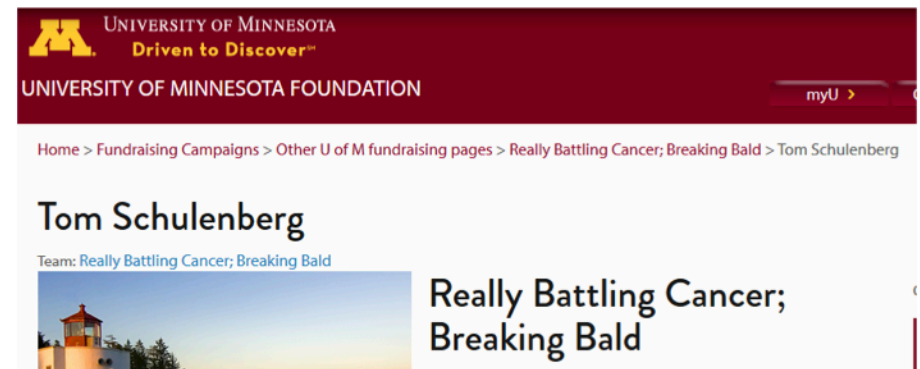 UNIVERSITY OF MINNESOTA
Driven to Discover℠
UNIVERSITY OF MINNESOTA FOUNDATION
myU >
Home > Fundraising Campaigns > Other U of M fundraising pages > Really Battling Cancer; Breaking Bald > Tom Schulenberg
Tom Schulenberg
Team: Really Battling Cancer; Breaking Bald
Really Battling Cancer;
Breaking Bald